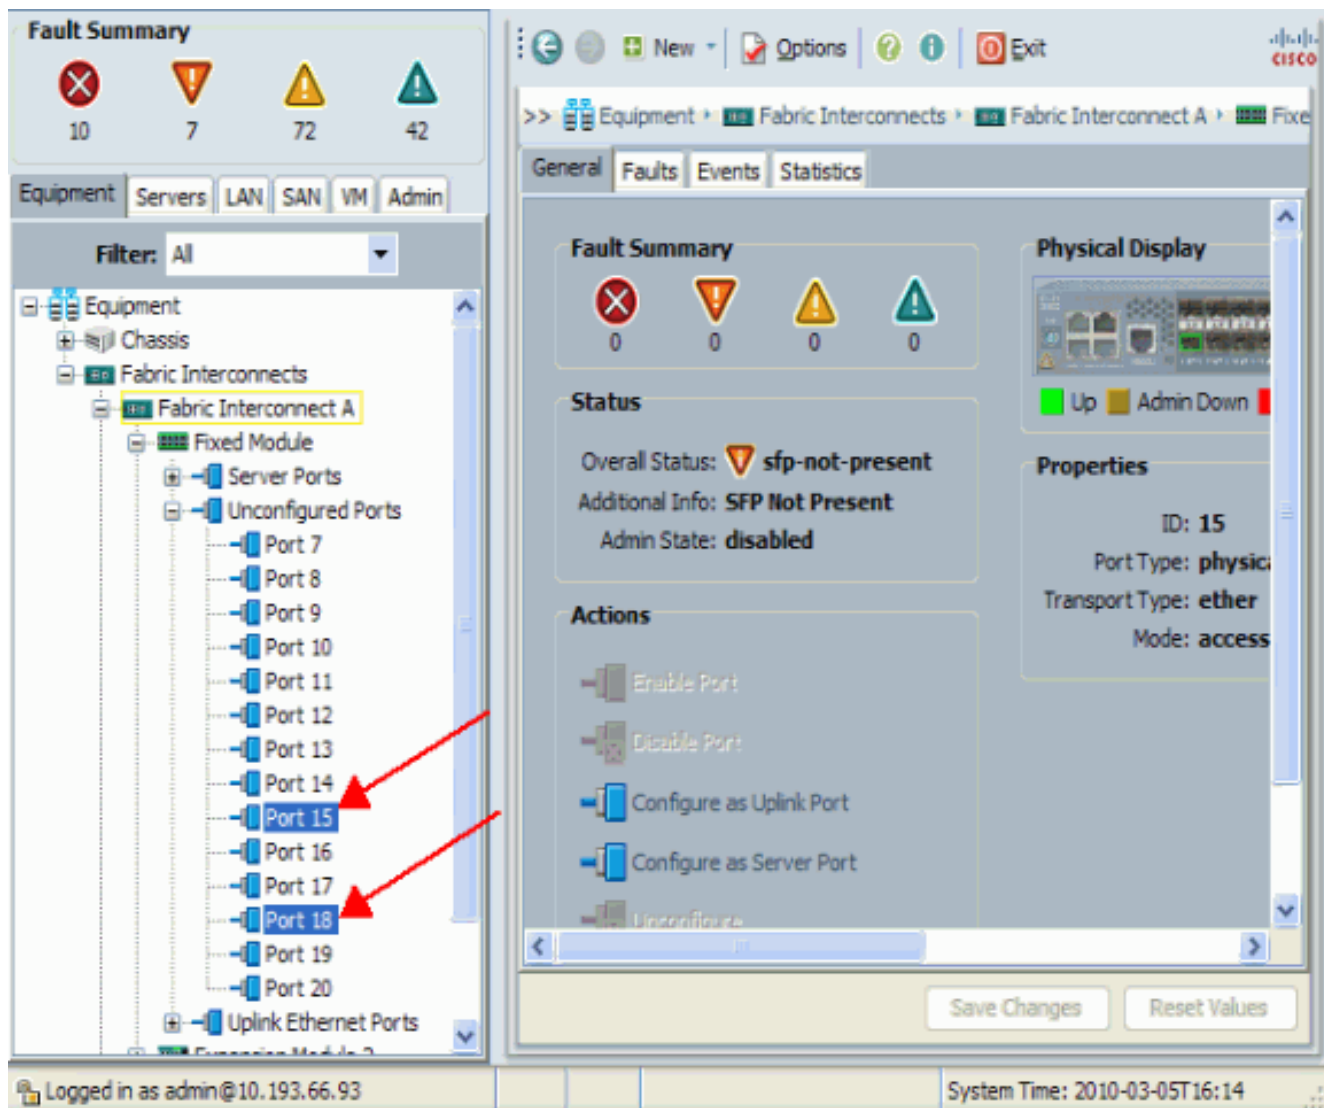 Fault Summary
10 7 72 42
Equipment Servers LAN SAN VM Admin
Filter: All
Equipment
Chassis
Fabric Interconnects
Fabric Interconnect A
Fixed Module
Server Ports
Unconfigured Ports
Port 7
Port 8
Port 9
Port 10
Port 11
Port 12
Port 13
Port 14
Port 15
Port 16
Port 17
Port 18
Port 19
Port 20
Uplink Ethernet Ports
Expansion Module 2
New Options Exit
CISCO
>> Equipment Fabric Interconnects Fabric Interconnect A Fixe
General Faults Events Statistics
Fault Summary
0 0 0 0
Status
Overall Status: sfp-not-present
Additional Info: SFP Not Present
Admin State: disabled
Actions
Enable Port
Disable Port
Configure as Uplink Port
Configure as Server Port
Unconfigure
Physical Display
Up Admin Down
Properties
ID: 15
Port Type: physica
Transport Type: ether
Mode: access
Save Changes Reset Values
Logged in as admin@10.193.66.93
System Time: 2010-03-05T16:14